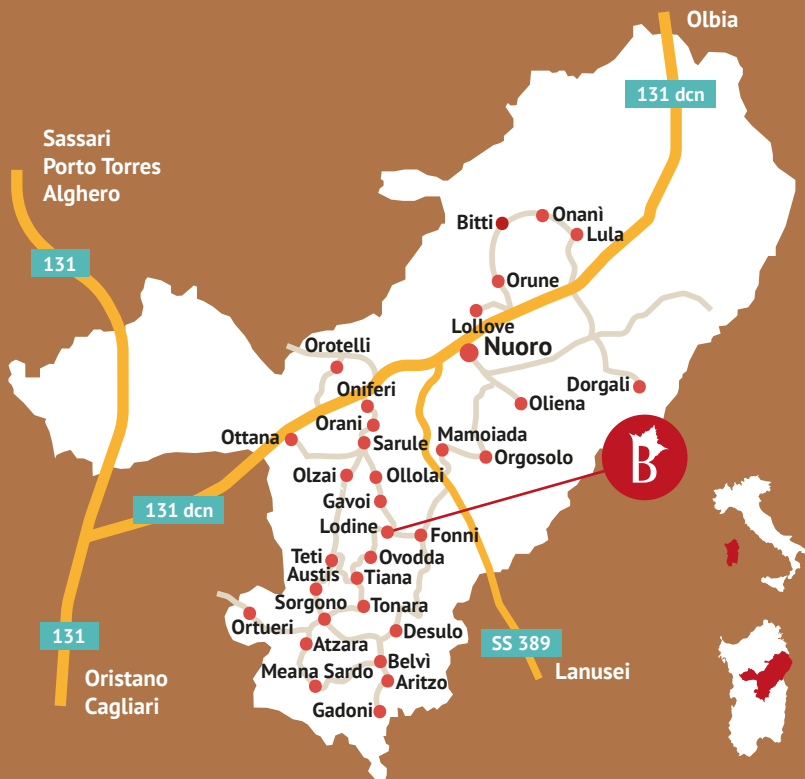 Olbia
131 dcn
Sassari
Porto Torres
Alghero
131
Bitti
Onanì
Lula
Orune
Lollove
Nuoro
Orotelli
Oniferi
Dorgali
Oliena
Orani
Ottana
Sarule
Mamoiada
Orgosolo
B
Olzai
Ollolai
Gavoi
131 dcn
Lodine
Fonni
Teti
Ovodda
Austis
Tiana
Sorgono
Tonara
Ortueri
Desulo
131
Atzara
SS 389
Belvì
Meana Sardo
Lanusei
Oristano
Cagliari
Aritzo
Gadoni